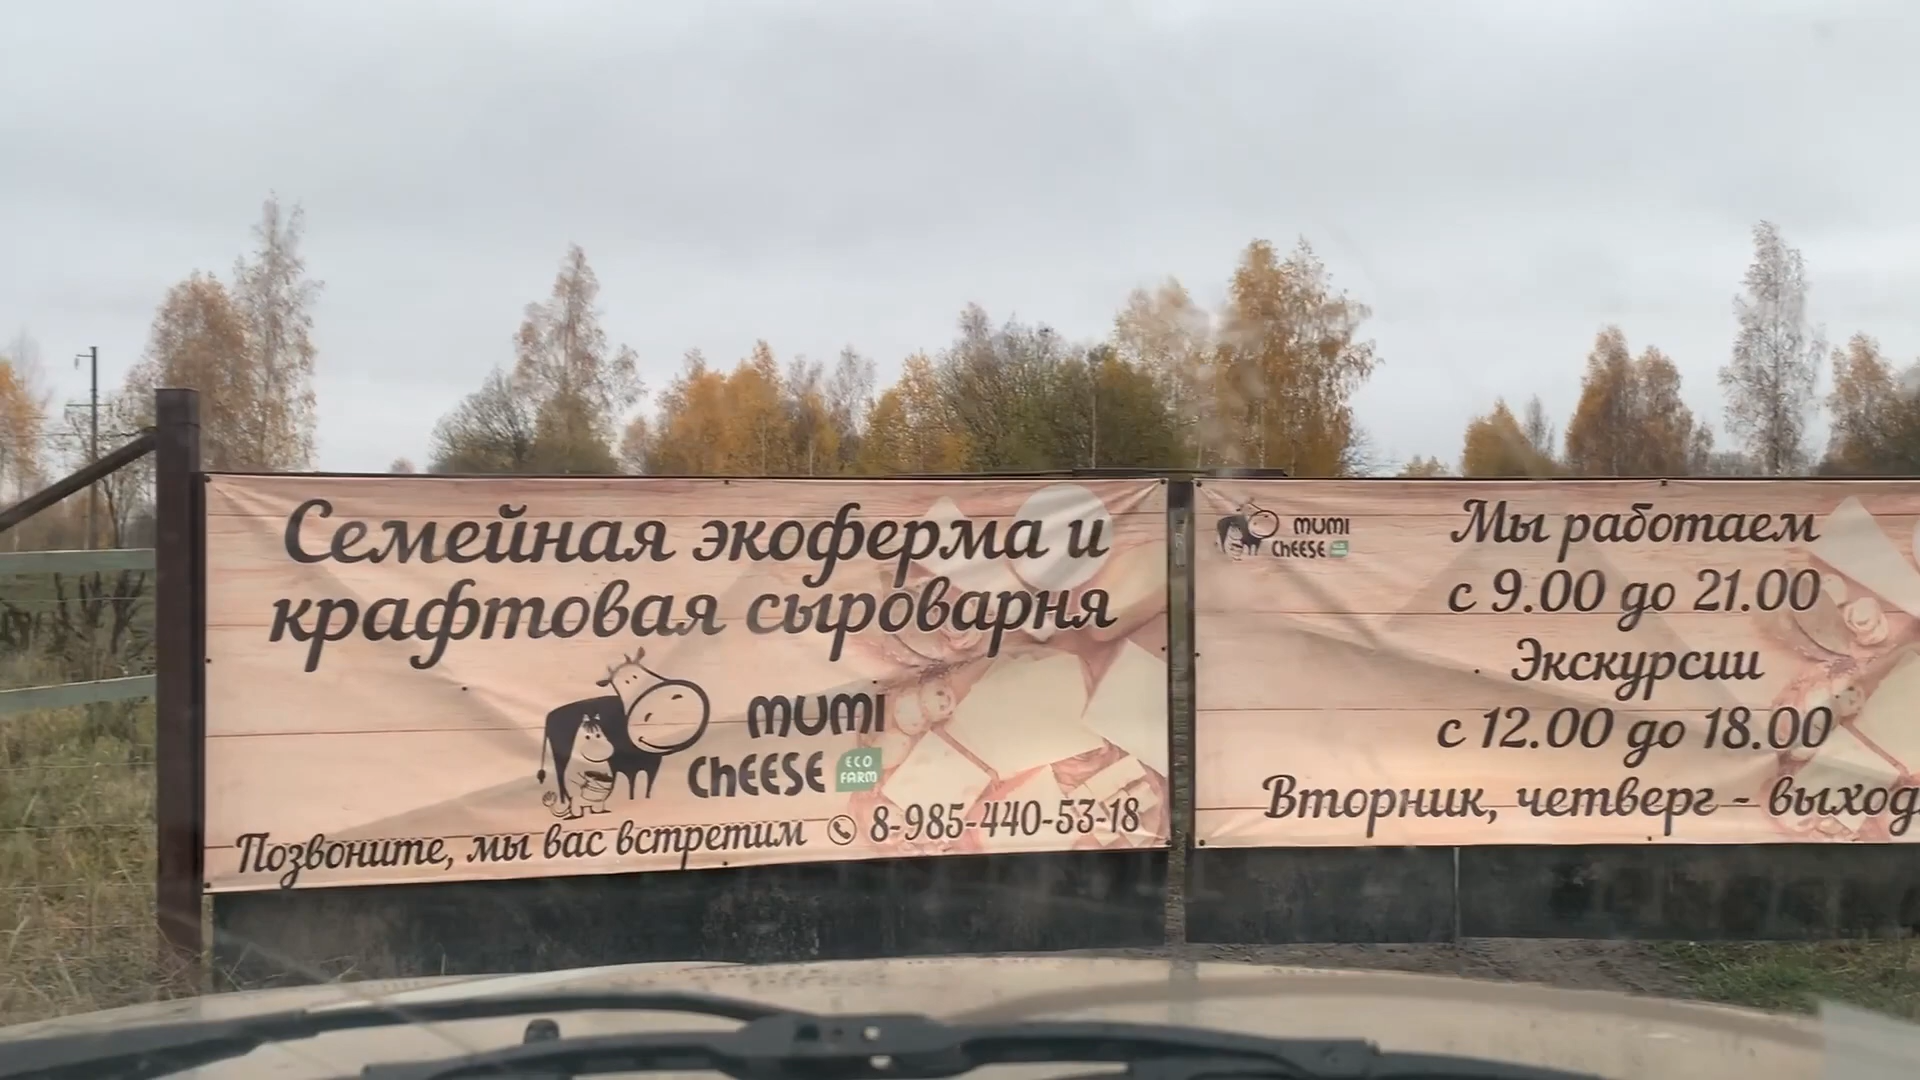 Семейная экоферма и
крафтовая сыроварня
mumi
ChEESE
ECO
FARM
Позвоните, мы вас встретим 8-985-440-53-18
mumi
ChEESE
Мы работаем
с 9.00 до 21.00
Экскурсии
с 12.00 до 18.00
Вторник, четверг - выход